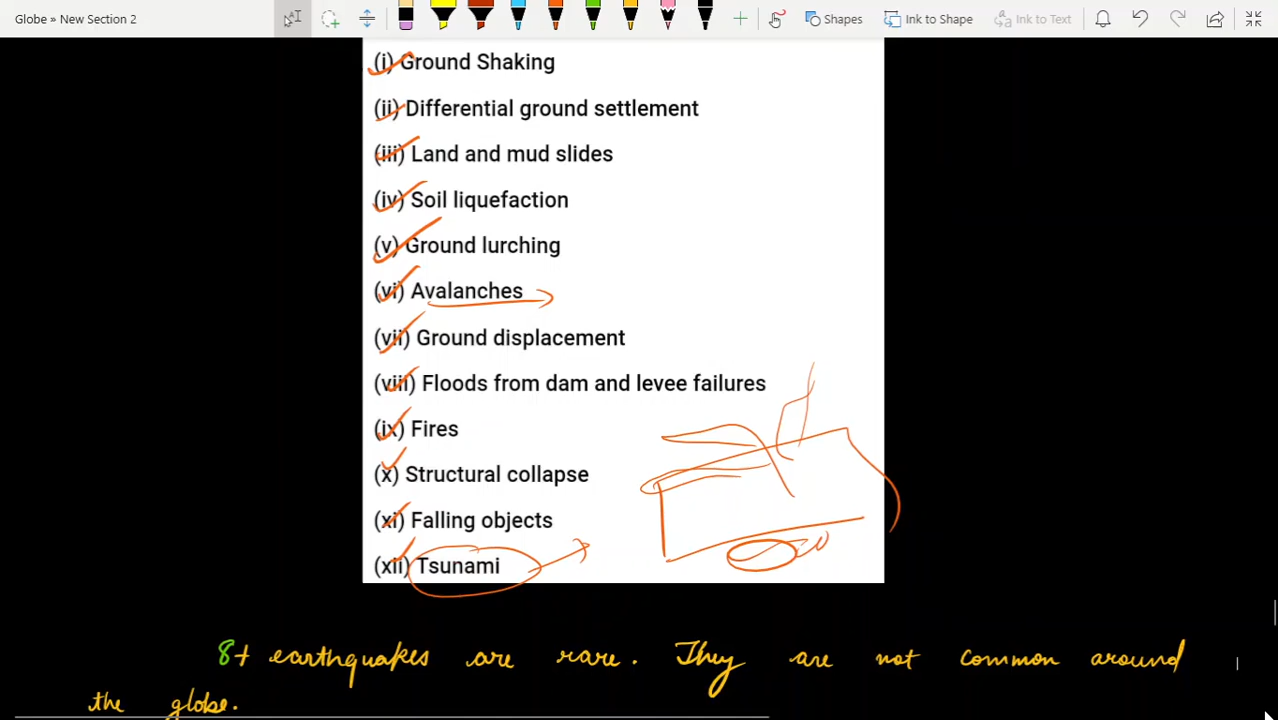 Globe » New Section 2
Shapes
Ink to Shape
Ink to Text
(i) Ground Shaking
(ii) Differential ground settlement
(iii) Land and mud slides
(iv) Soil liquefaction
(v) Ground lurching
(vi) Avalanches
(vii) Ground displacement
(viii) Floods from dam and levee failures
(ix) Fires
(x) Structural collapse
(xi) Falling objects
(xii) Tsunami
8+ earthquakes are rare. They are not common around
the globe.